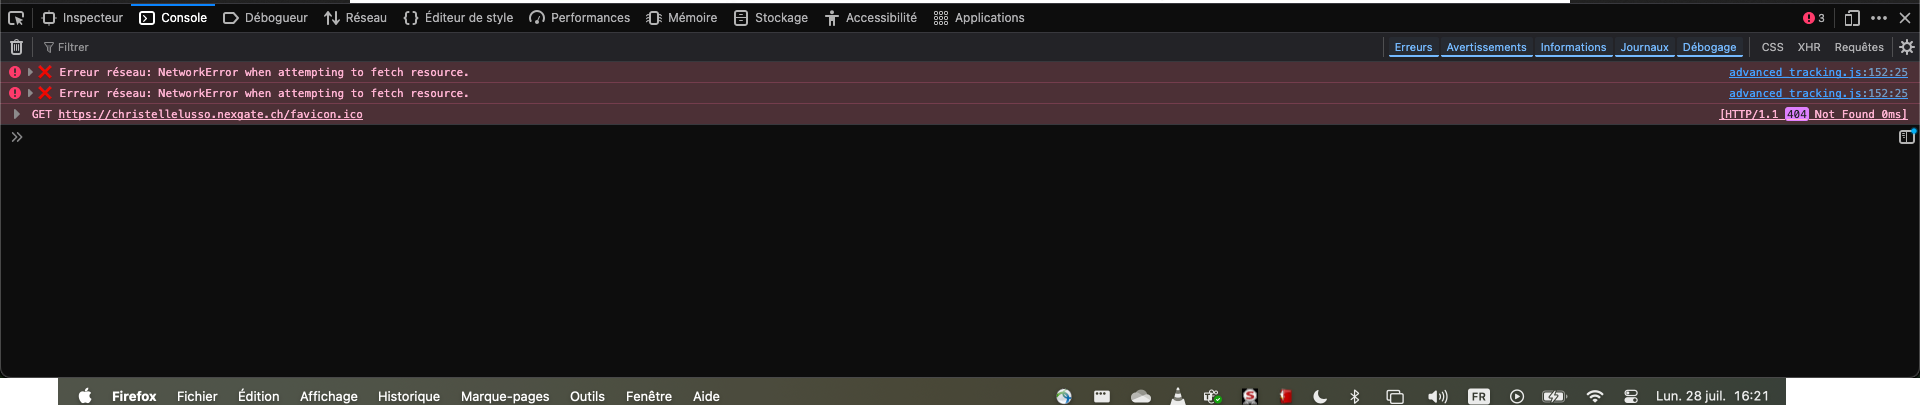 Inspecteur Console Débogueur Réseau Éditeur de style Performances Mémoire Stockage Accessibilité Applications 3
Filtrer Erreurs Avertissements Informations Journaux Débogage CSS XHR Requêtes
Erreur réseau: NetworkError when attempting to fetch resource. advanced_tracking.js:152:25
Erreur réseau: NetworkError when attempting to fetch resource. advanced_tracking.js:152:25
GET https://christellelusso.nexgate.ch/favicon.ico [HTTP/1.1 404 Not Found 0ms]
Firefox Fichier Édition Affichage Historique Marque-pages Outils Fenêtre Aide FR Lun. 28 juil. 16:21